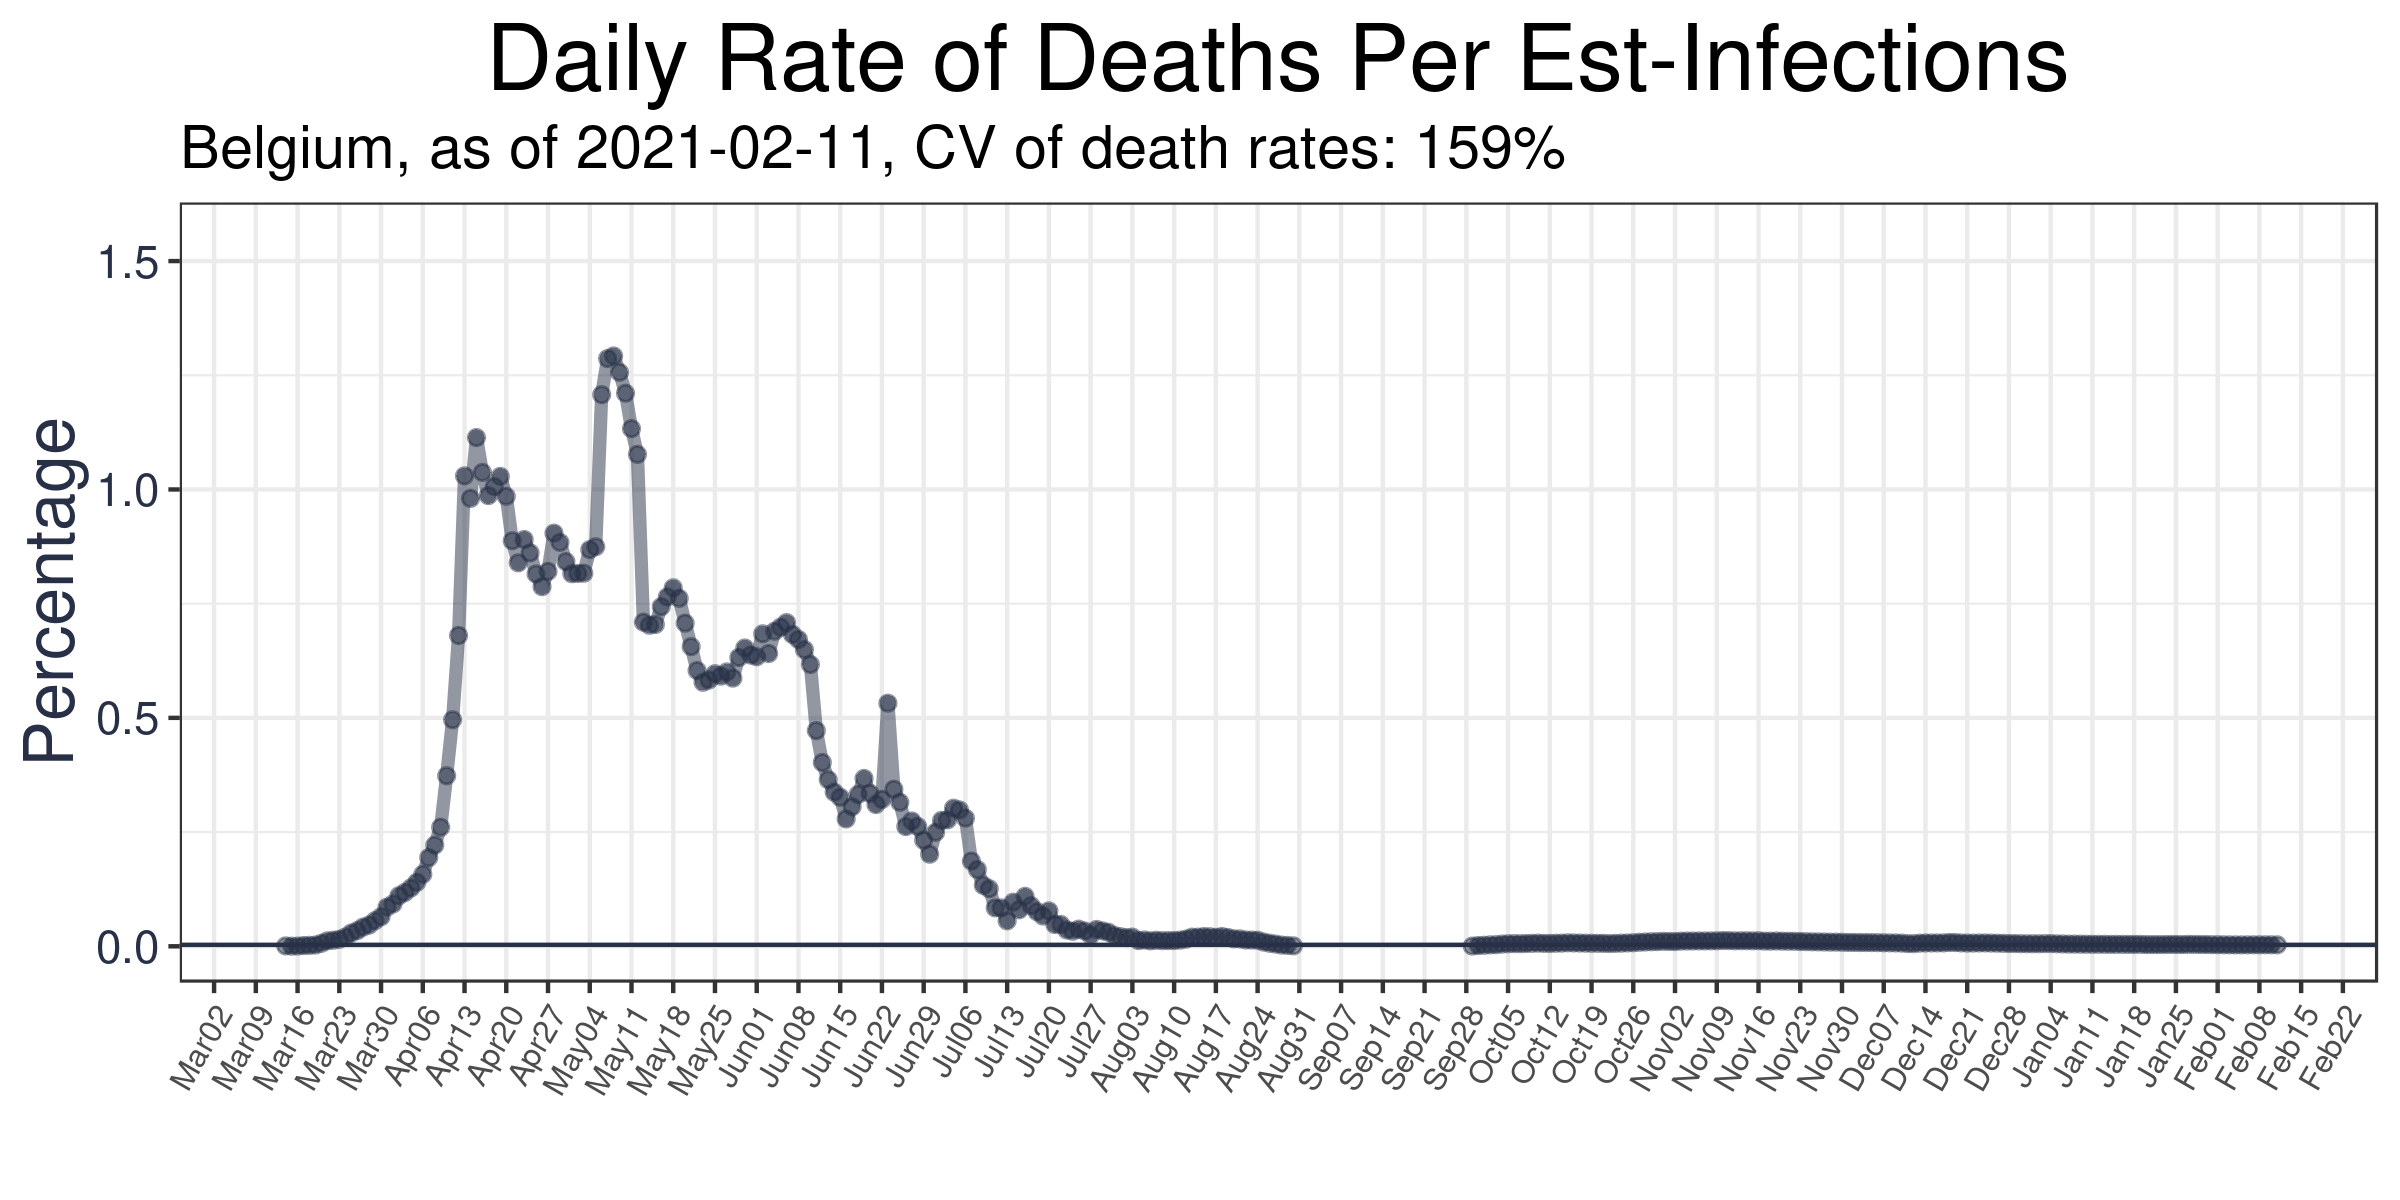 Daily Rate of Deaths Per Est-Infections
Belgium, as of 2021-02-11, CV of death rates: 159%
Percentage
1.5
1.0
0.5
0.0
Mar02
Mar09
Mar16
Mar23
Mar30
Apr06
Apr13
Apr20
Apr27
May04
May11
May18
May25
Jun01
Jun08
Jun15
Jun22
Jun29
Jul06
Jul13
Jul20
Jul27
Aug03
Aug10
Aug17
Aug24
Aug31
Sep07
Sep14
Sep21
Sep28
Oct05
Oct12
Oct19
Oct26
Nov02
Nov09
Nov16
Nov23
Nov30
Dec07
Dec14
Dec21
Dec28
Jan04
Jan11
Jan18
Jan25
Feb01
Feb08
Feb15
Feb22